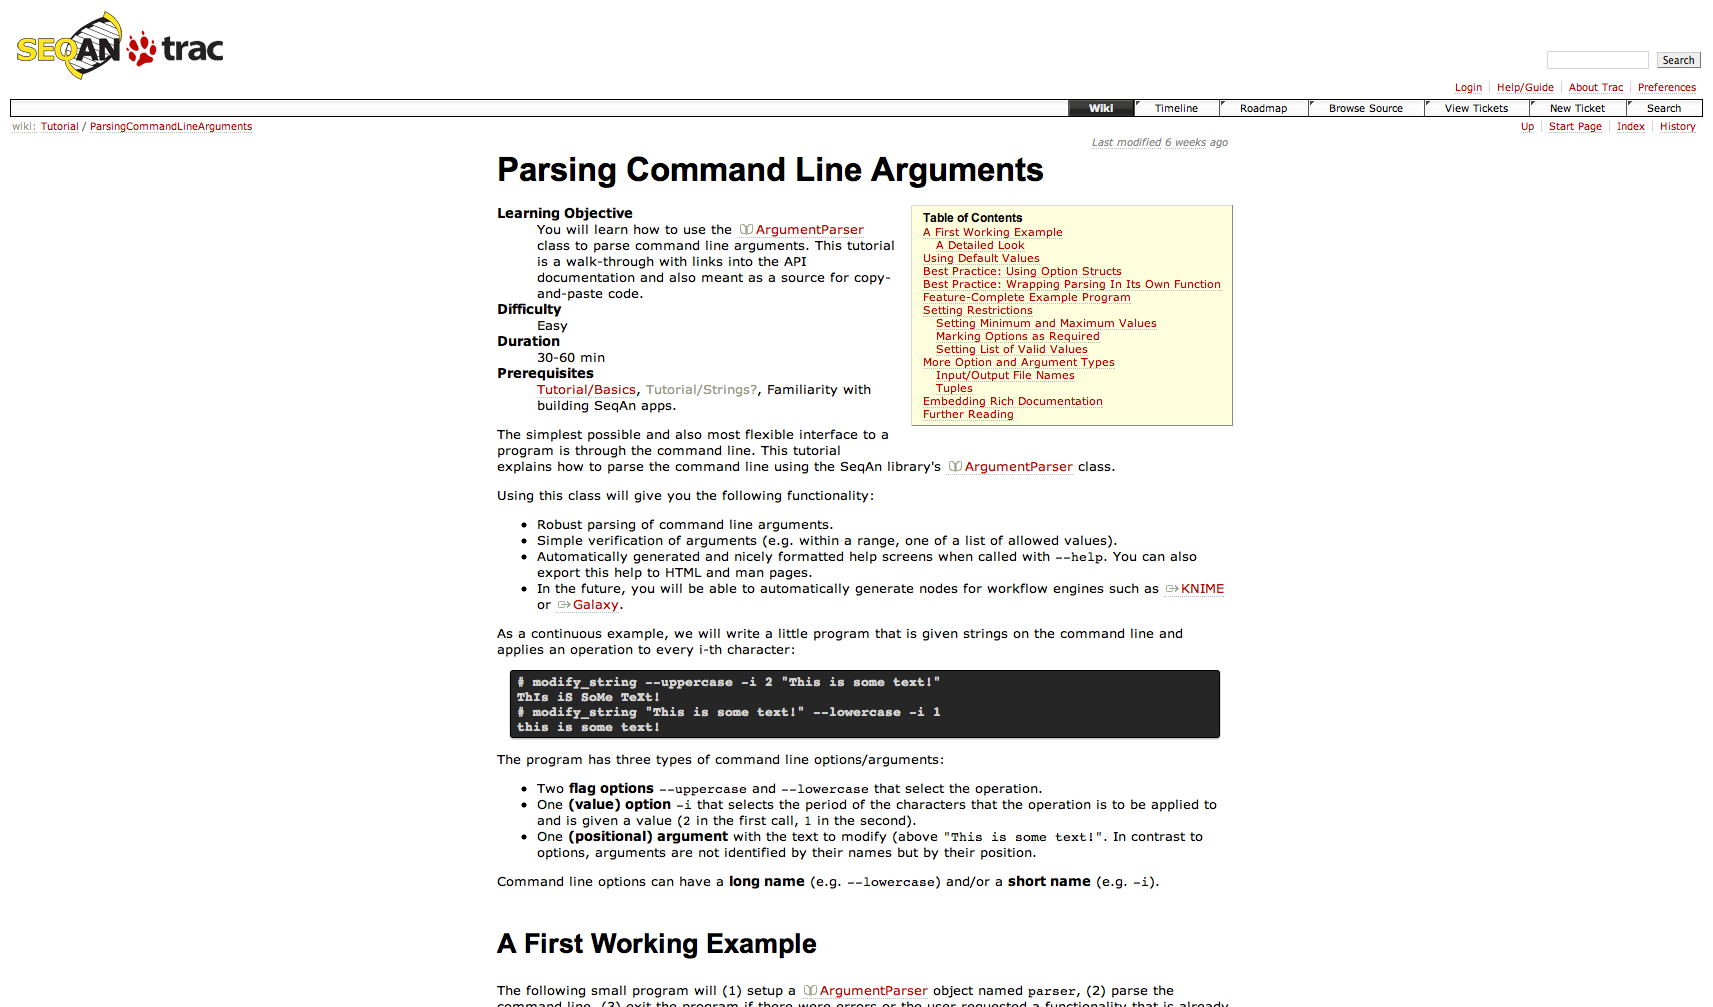 SEQAN trac
Search
Login Help/Guide About Trac Preferences
Wiki Timeline Roadmap Browse Source View Tickets New Ticket Search
wiki: Tutorial / ParsingCommandLineArguments
Up Start Page Index History
Last modified 6 weeks ago
Parsing Command Line Arguments
Learning Objective
You will learn how to use the ArgumentParser
class to parse command line arguments. This tutorial
is a walk-through with links into the API
documentation and also meant as a source for copy-
and-paste code.
Difficulty
Easy
Duration
30-60 min
Prerequisites
Tutorial/Basics, Tutorial/Strings?, Familiarity with
building SeqAn apps.
Table of Contents
A First Working Example
A Detailed Look
Using Default Values
Best Practice: Using Option Structs
Best Practice: Wrapping Parsing In Its Own Function
Feature-Complete Example Program
Setting Restrictions
Setting Minimum and Maximum Values
Marking Options as Required
Setting List of Valid Values
More Option and Argument Types
Input/Output File Names
Tuples
Embedding Rich Documentation
Further Reading
The simplest possible and also most flexible interface to a
program is through the command line. This tutorial
explains how to parse the command line using the SeqAn library's ArgumentParser class.
Using this class will give you the following functionality:
• Robust parsing of command line arguments.
• Simple verification of arguments (e.g. within a range, one of a list of allowed values).
• Automatically generated and nicely formatted help screens when called with --help. You can also
export this help to HTML and man pages.
• In the future, you will be able to automatically generate nodes for workflow engines such as KNIME
or Galaxy.
As a continuous example, we will write a little program that is given strings on the command line and
applies an operation to every i-th character:
# modify_string --uppercase -i 2 "This is some text!"
ThIs iS SoMe TeXt!
# modify_string "This is some text!" --lowercase -i 1
this is some text!
The program has three types of command line options/arguments:
• Two flag options --uppercase and --lowercase that select the operation.
• One (value) option -i that selects the period of the characters that the operation is to be applied to
and is given a value (2 in the first call, 1 in the second).
• One (positional) argument with the text to modify (above "This is some text!". In contrast to
options, arguments are not identified by their names but by their position.
Command line options can have a long name (e.g. --lowercase) and/or a short name (e.g. -i).
A First Working Example
The following small program will (1) setup a ArgumentParser object named parser, (2) parse the
command line, (3) exit the program if there were errors or the user requested a functionality that is already